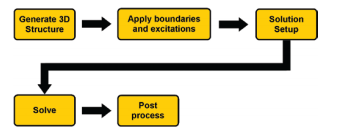 Generate 3D
Structure
Apply boundaries
and excitations
Solution
Setup
Solve
Post
process